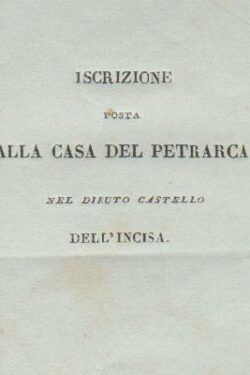 ISCRIZIONE
POSTA
ALLA CASA DEL PETRARCA
NEL DIRUTO CASTELLO
DELL'INCISA.